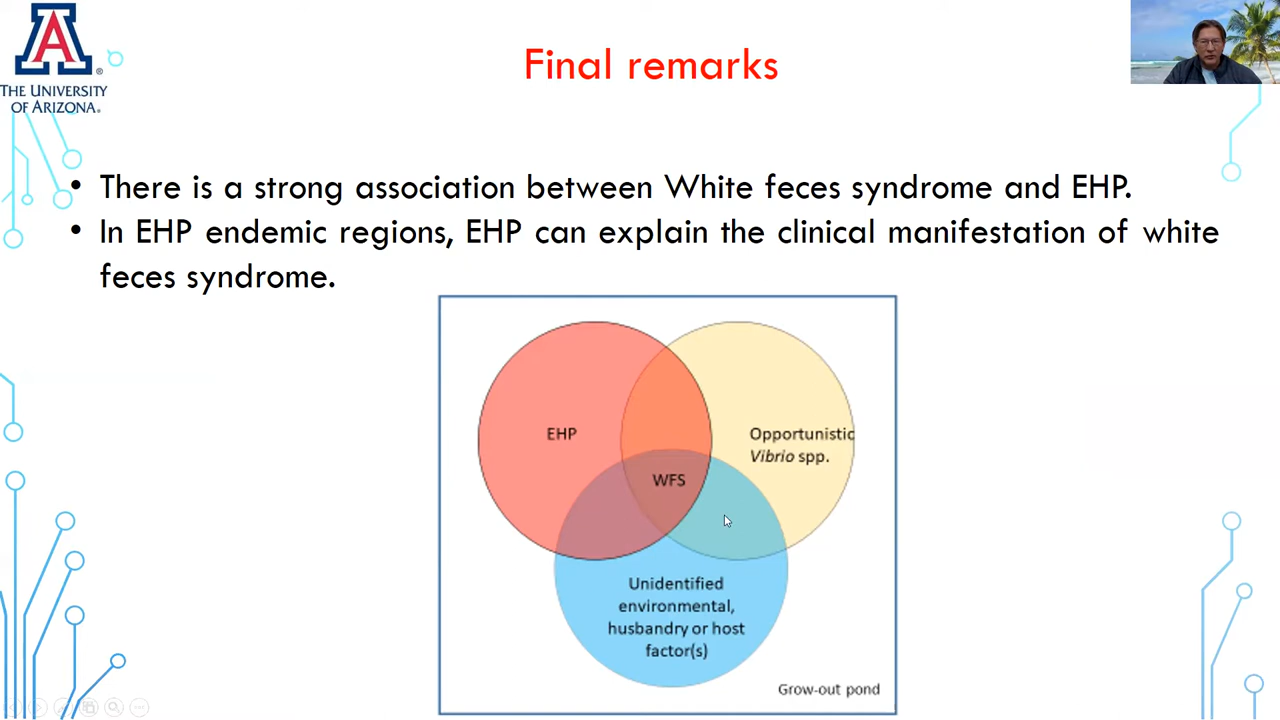 THE UNIVERSITY
OF ARIZONA®
Final remarks
• There is a strong association between White feces syndrome and EHP.
• In EHP endemic regions, EHP can explain the clinical manifestation of white
feces syndrome.
EHP
Opportunistic
Vibrio spp.
WFS
Unidentified
environmental,
husbandry or host
factor(s)
Grow-out pond